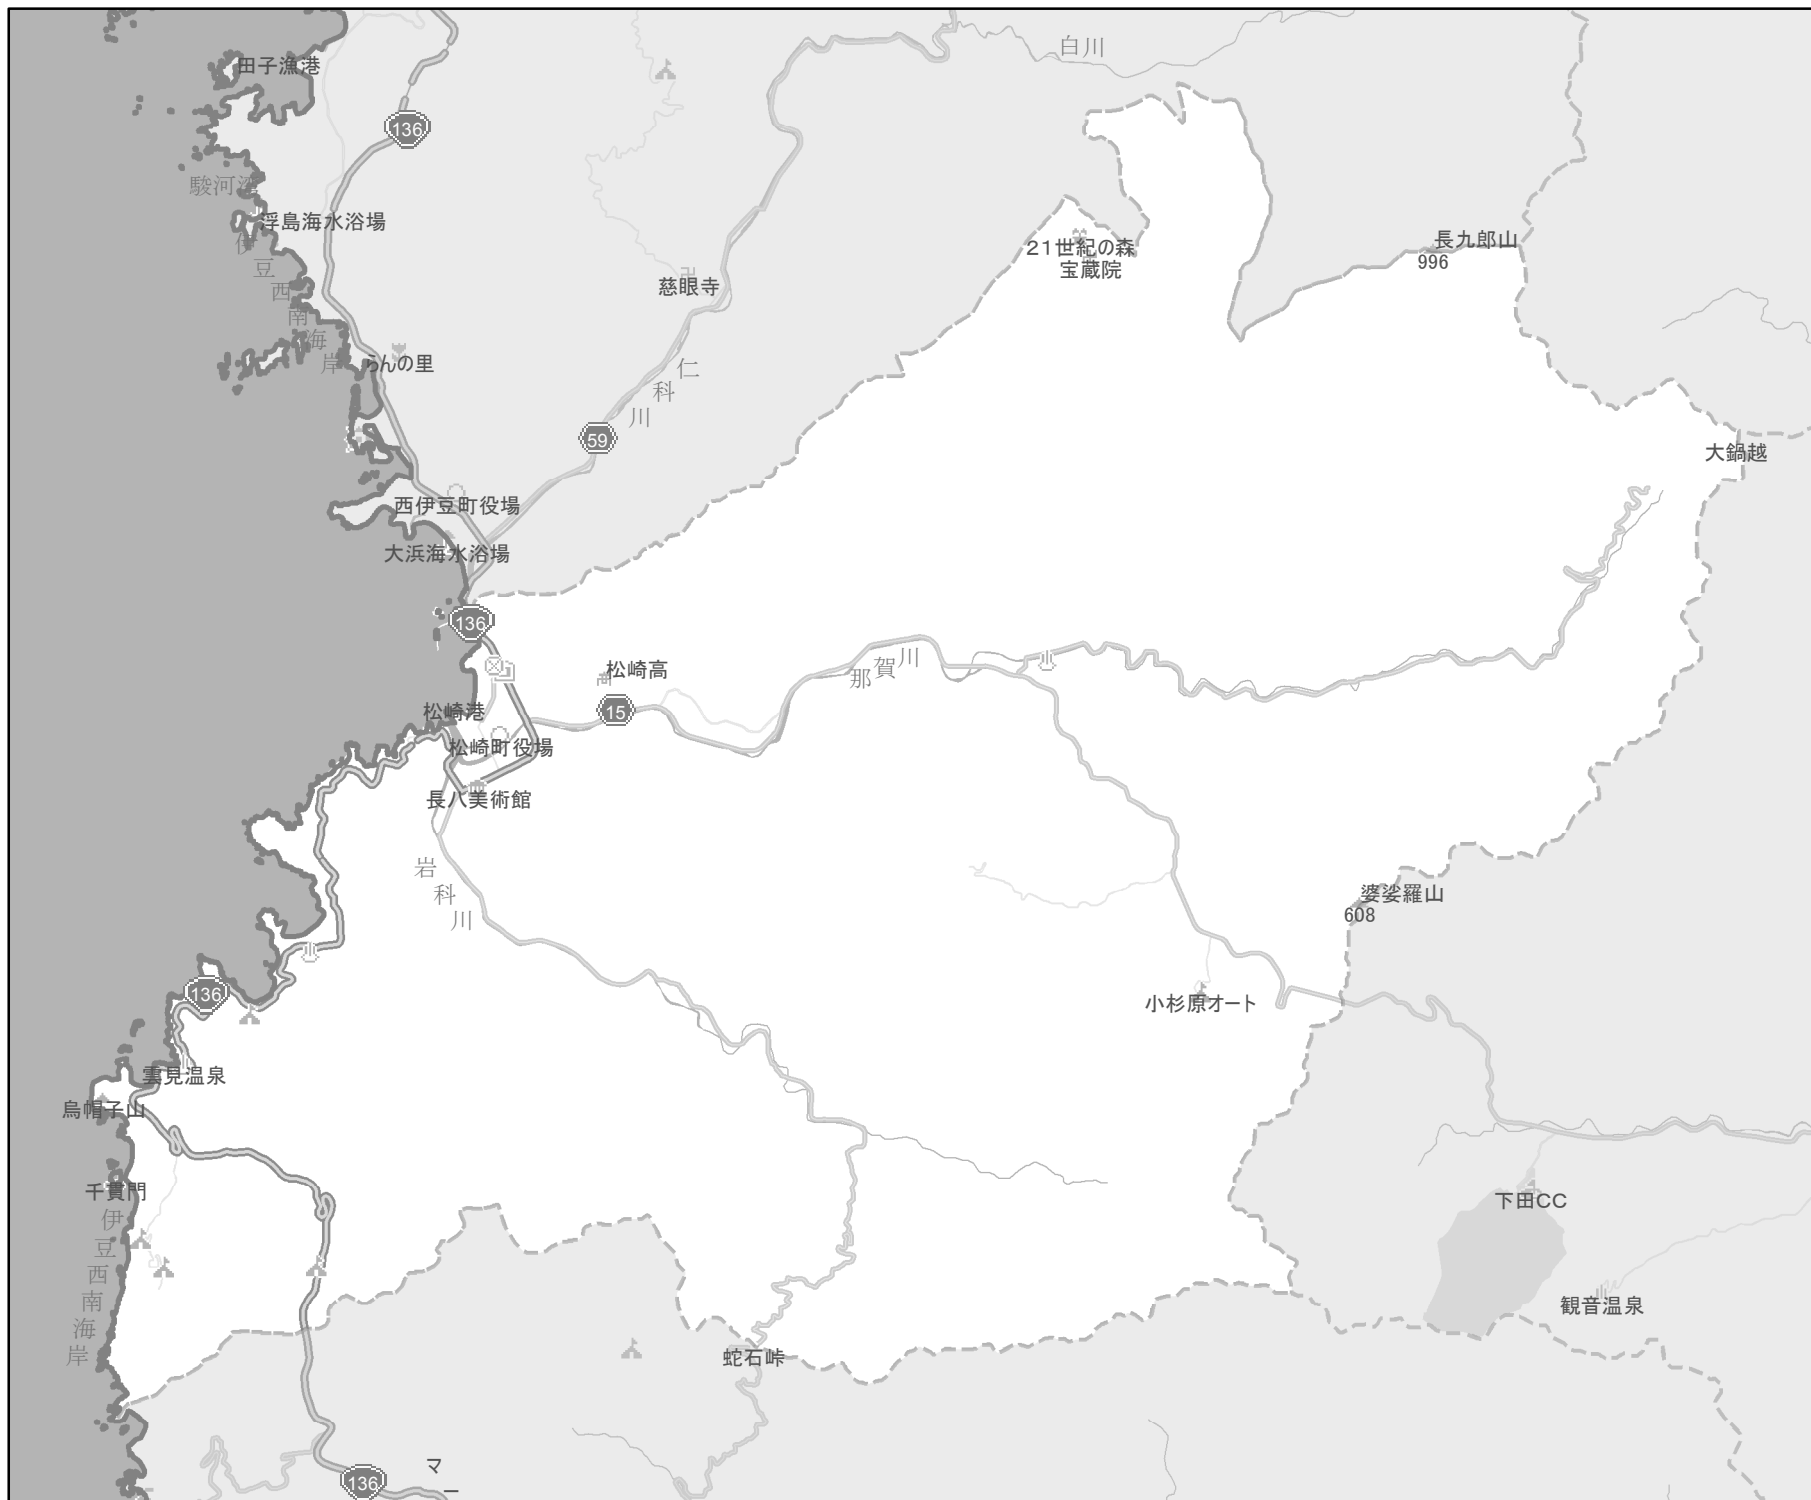 白川
田子漁港
136
駿河湾
浮島海水浴場
伊豆西南海岸
21世紀の森
宝蔵院
長九郎山
996
慈眼寺
らんの里
仁科川
59
大鍋越
西伊豆町役場
大浜海水浴場
136
松崎高
那賀川
15
松崎港
松崎町役場
長八美術館
岩科川
婆娑羅山
608
136
小杉原オート
雲見温泉
烏帽子山
千貫門
伊豆西南海岸
下田CC
観音温泉
蛇石峠
136
マー